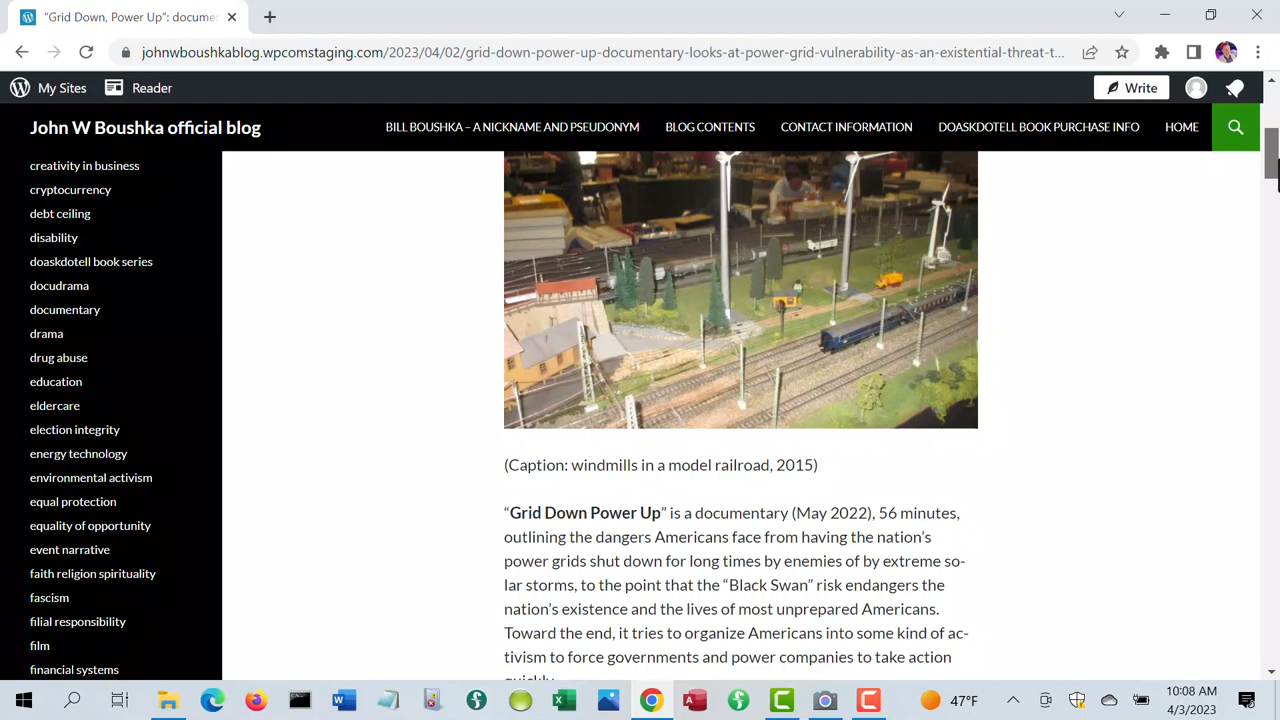 "Grid Down, Power Up": docume
johnwboushkablog.wpcomstaging.com/2023/04/02/grid-down-power-up-documentary-looks-at-power-grid-vulnerability-as-an-existential-threat-t...
My Sites
Reader
Write
John W Boushka official blog
BILL BOUSHKA – A NICKNAME AND PSEUDONYM
BLOG CONTENTS
CONTACT INFORMATION
DOASKDOTELL BOOK PURCHASE INFO
HOME
creativity in business
cryptocurrency
debt ceiling
disability
doaskdotell book series
docudrama
documentary
drama
drug abuse
education
eldercare
election integrity
energy technology
environmental activism
equal protection
equality of opportunity
event narrative
faith religion spirituality
fascism
filial responsibility
film
financial systems
(Caption: windmills in a model railroad, 2015)
“Grid Down Power Up” is a documentary (May 2022), 56 minutes,
outlining the dangers Americans face from having the nation’s
power grids shut down for long times by enemies of by extreme so-
lar storms, to the point that the “Black Swan” risk endangers the
nation’s existence and the lives of most unprepared Americans.
Toward the end, it tries to organize Americans into some kind of ac-
tivism to force governments and power companies to take action
quickly.
47°F
10:08 AM
4/3/2023